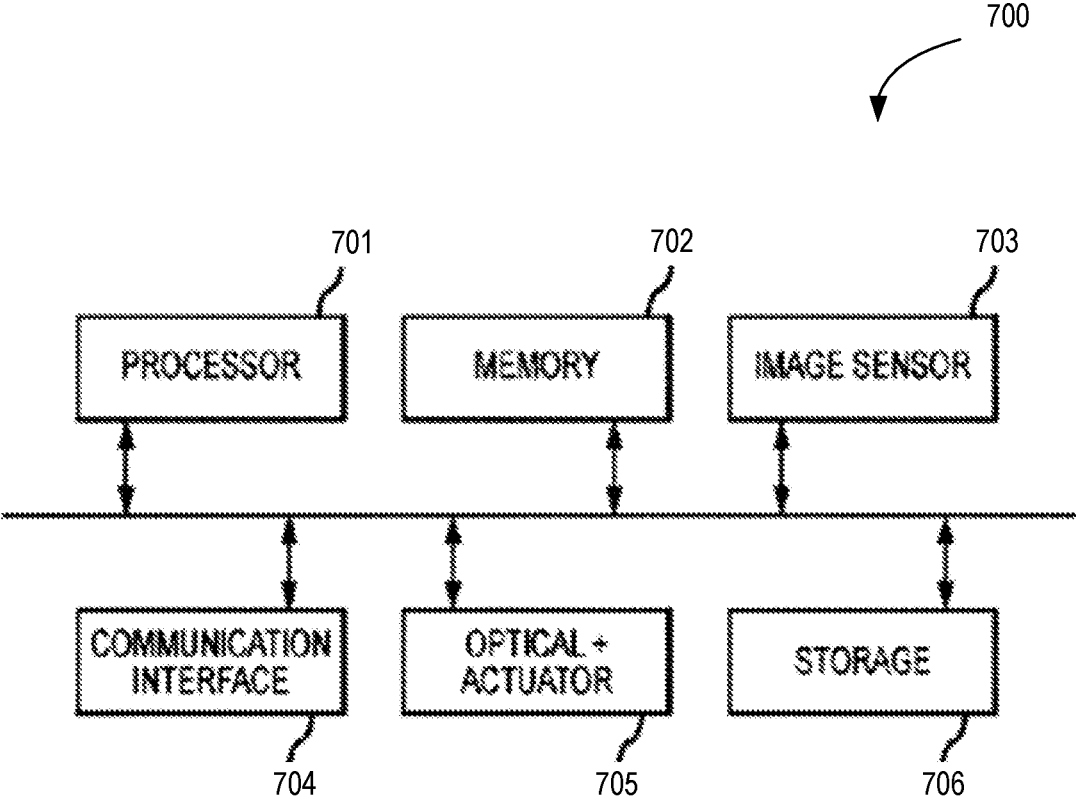 700
701
702
703
PROCESSOR
MEMORY
IMAGE SENSOR
COMMUNICATION
INTERFACE
OPTICAL +
ACTUATOR
STORAGE
704
705
706